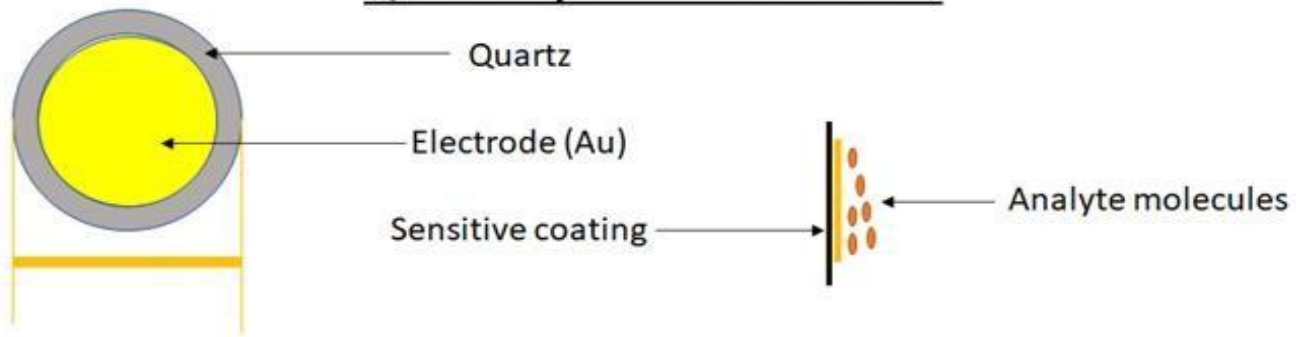 Quartz
Electrode (Au)
Sensitive coating
Analyte molecules